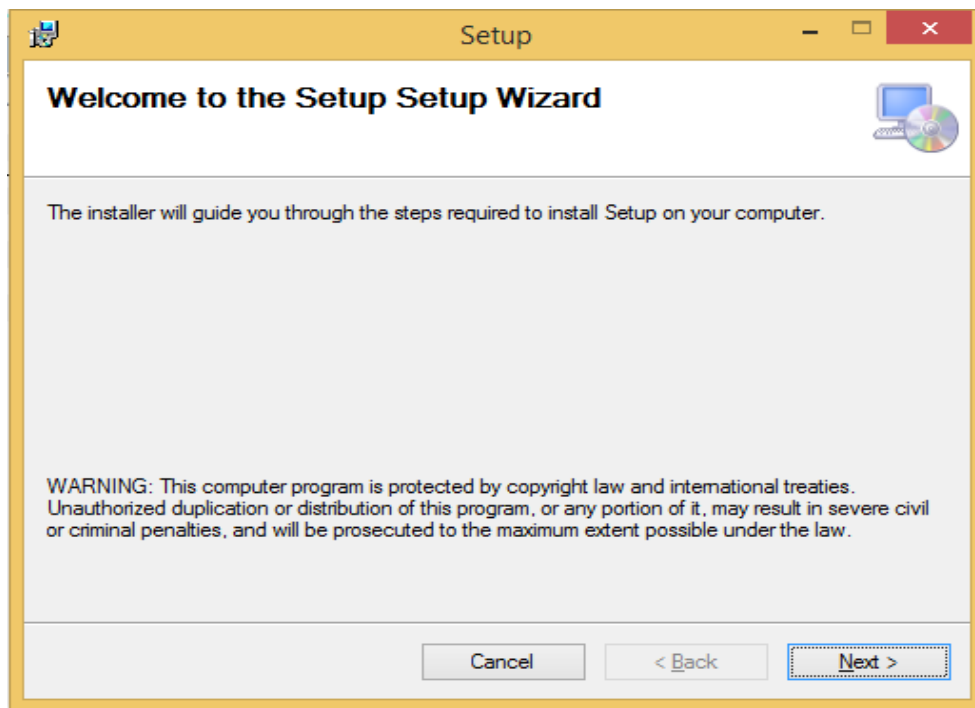 Setup
Welcome to the Setup Setup Wizard
The installer will guide you through the steps required to install Setup on your computer.
WARNING: This computer program is protected by copyright law and international treaties.
Unauthorized duplication or distribution of this program, or any portion of it, may result in severe civil
or criminal penalties, and will be prosecuted to the maximum extent possible under the law.
Cancel
< Back
Next >